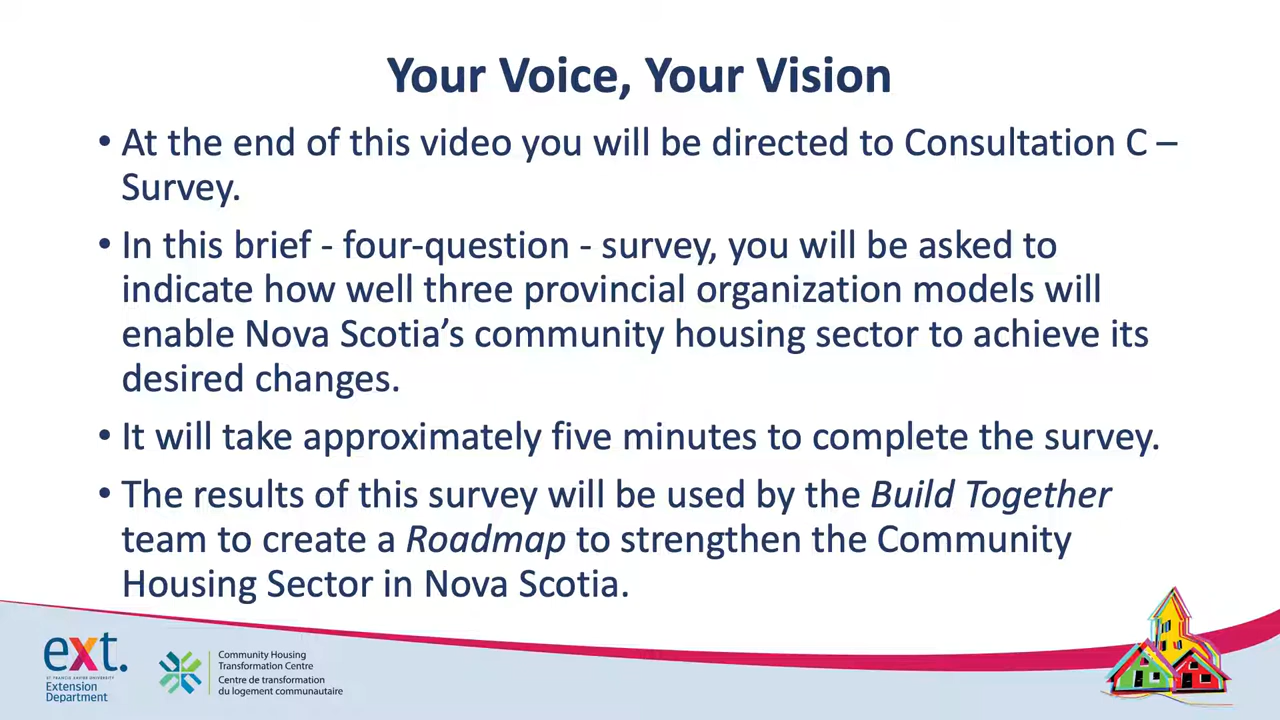 Your Voice, Your Vision
• At the end of this video you will be directed to Consultation C –
Survey.
• In this brief - four-question - survey, you will be asked to
indicate how well three provincial organization models will
enable Nova Scotia’s community housing sector to achieve its
desired changes.
• It will take approximately five minutes to complete the survey.
• The results of this survey will be used by the Build Together
team to create a Roadmap to strengthen the Community
Housing Sector in Nova Scotia.
ext.
ST. FRANCIS XAVIER UNIVERSITY
Extension
Department
Community Housing
Transformation Centre
Centre de transformation
du logement communautaire